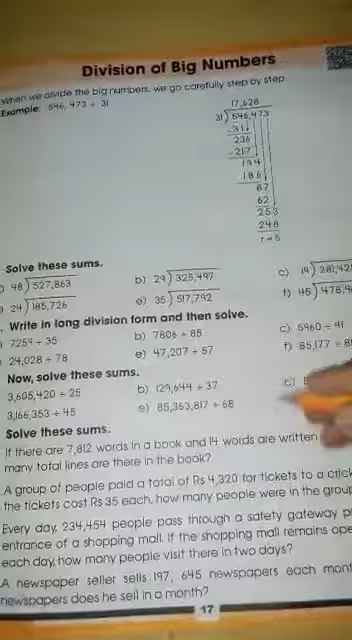 Division of Big Numbers
When we divide the big numbers, we go carefully step by step.
Example: 546, 473 ÷ 31
17,628
31) 546,473
-31
236
-217
194
186
87
62
253
248
r = 5
Solve these sums.
48) 527,863 b) 29) 325,497 c) 19) 281,42
24) 185,726 e) 35) 517,792 f) 45) 478,9
Write in long division form and then solve.
7259 ÷ 35 b) 7806 ÷ 85 c) 5960 ÷ 41
24,028 ÷ 78 e) 47,207 ÷ 57 f) 85,177 ÷ 8
Now, solve these sums.
3,605,420 ÷ 25 b) 129,644 ÷ 37 c)
3,166,353 ÷ 45 e) 85,363,817 ÷ 68
Solve these sums.
If there are 7,812 words in a book and 14 words are written
many total lines are there in the book?
A group of people paid a total of Rs 4,320 for tickets to a cric
the tickets cost Rs 35 each, how many people were in the group
Every day, 234,454 people pass through a safety gateway p
entrance of a shopping mall. If the shopping mall remains ope
each day, how many people visit there in two days?
A newspaper seller sells 197, 645 newspapers each mont
newspapers does he sell in a month?
17